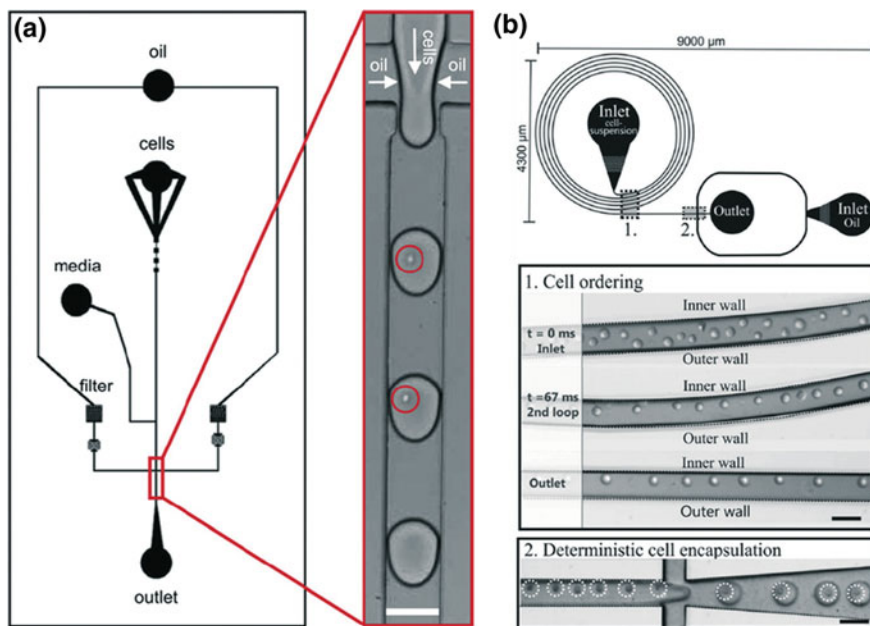 (a)
oil
cells
media
filter
outlet
cells
oil
oil
(b)
9000 µm
4300 µm
Inlet
cell-
suspension
Outlet
Inlet
Oil
1.
2.
1. Cell ordering
Inner wall
t = 0 ms
Inlet
Outer wall
Inner wall
t =67 ms
2nd loop
Outer wall
Inner wall
Outlet
Outer wall
2. Deterministic cell encapsulation